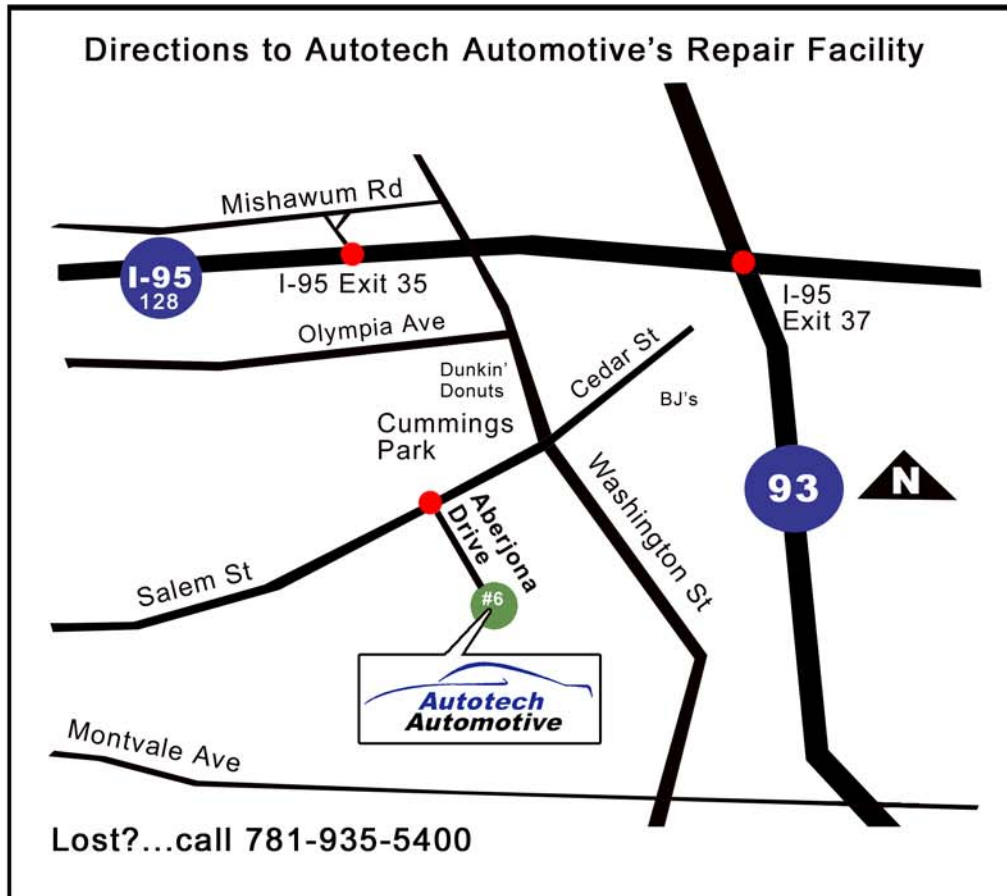 Directions to Autotech Automotive's Repair Facility
Mishawum Rd
I-95
128
I-95 Exit 35
I-95
Exit 37
Olympia Ave
Dunkin'
Donuts
Cedar St
BJ's
Cummings
Park
93
N
Washington St
Aberjona
Drive
Salem St
#6
Autotech
Automotive
Montvale Ave
Lost?...call 781-935-5400